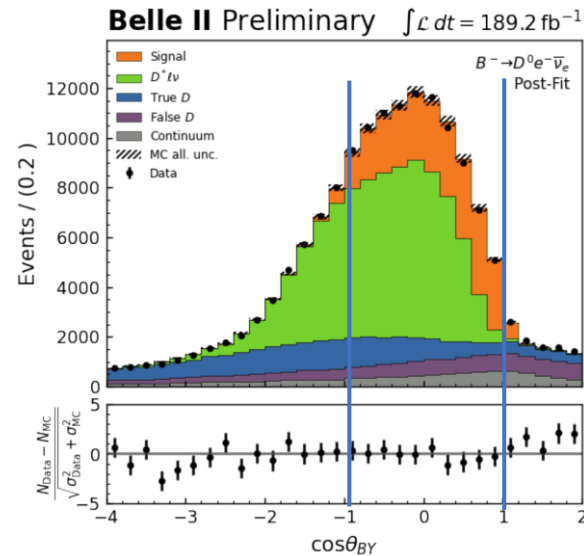 Belle II Preliminary ∫ℒ dt = 189.2 fb⁻¹
B⁻→D⁰e⁻ν̅ₑ
Post-Fit
Signal
D*ℓν
True D
False D
Continuum
MC all. unc.
Data
Events / (0.2 )
12000
10000
8000
6000
4000
2000
0
N_Data − N_MC
√σ²_Data + σ²_MC
5
0
−5
−4 −3 −2 −1 0 1 2
cosθ_BY